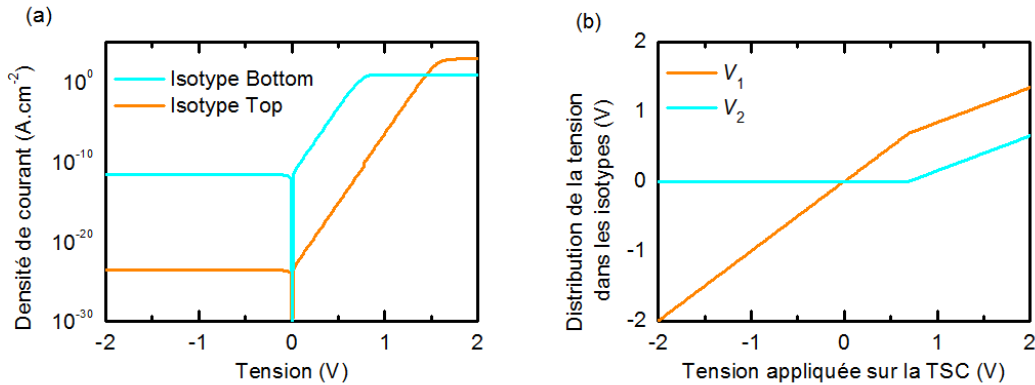 (a)
Densité de courant (A.cm⁻²)
10⁰
10⁻¹⁰
10⁻²⁰
10⁻³⁰
Isotype Bottom
Isotype Top
-2
-1
0
1
2
Tension (V)
(b)
Distribution de la tension
dans les isotypes (V)
2
1
0
-1
-2
V₁
V₂
-2
-1
0
1
2
Tension appliquée sur la TSC (V)